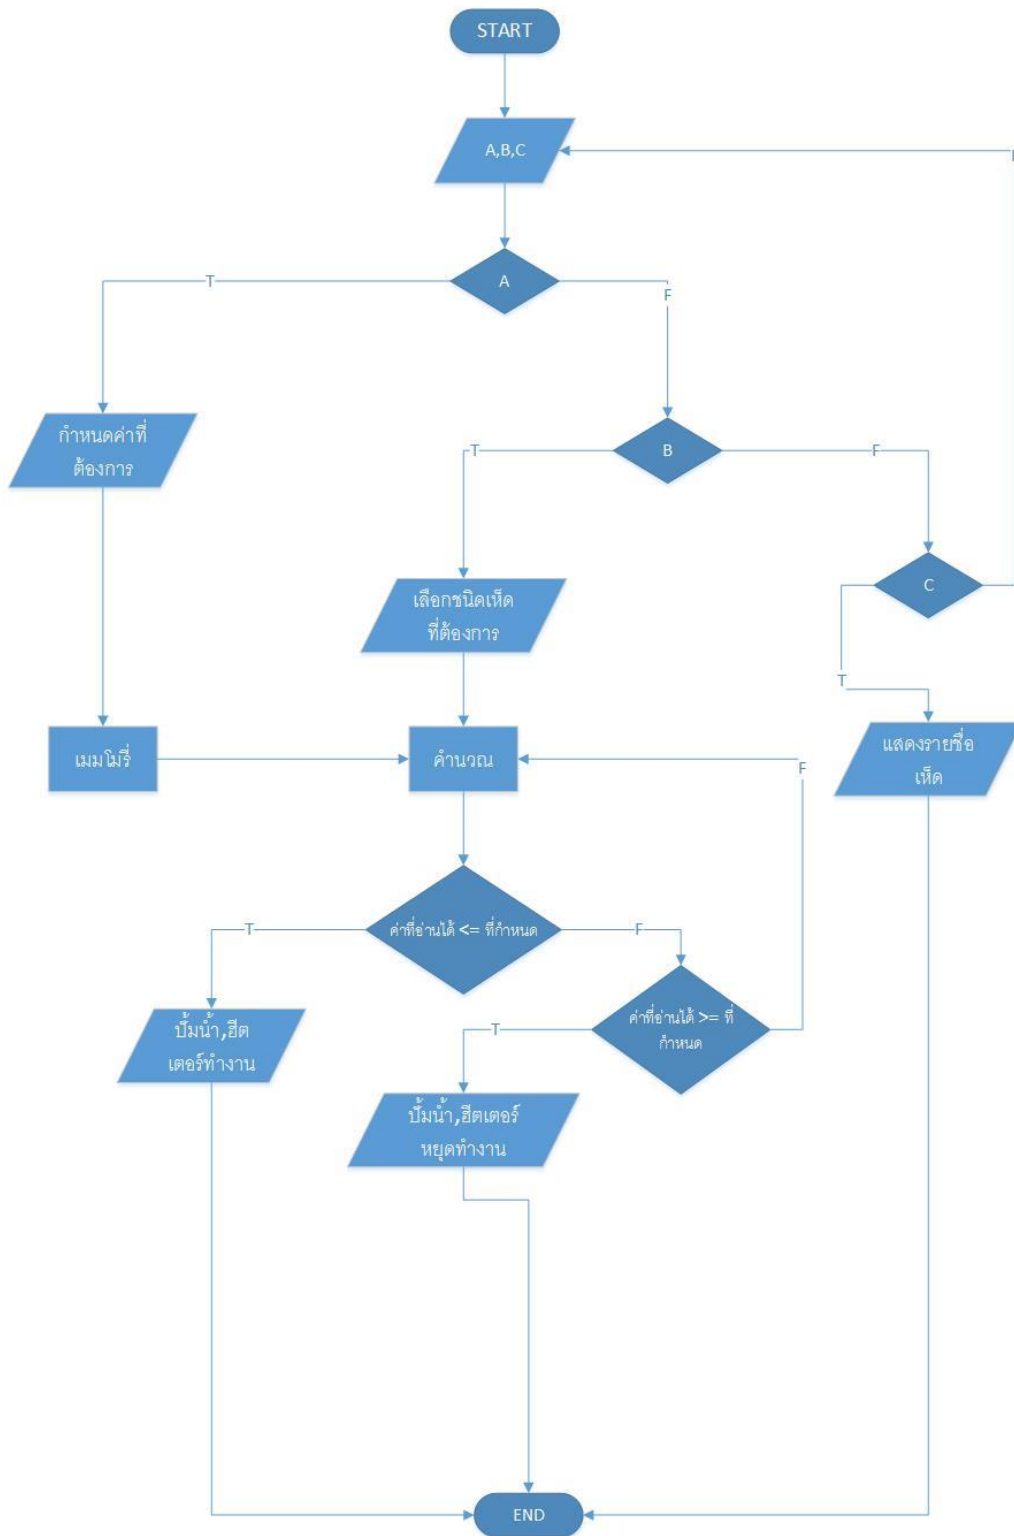 START
A,B,C
A
T
F
กำหนดค่าที่
ต้องการ
B
T
F
C
T
เลือกชนิดเห็ด
ที่ต้องการ
แสดงรายชื่อ
เห็ด
เมมโมรี่
คำนวณ
F
ค่าที่อ่านได้ <= ที่กำหนด
T
F
ค่าที่อ่านได้ >= ที่
กำหนด
T
ปั๊มน้ำ,ฮีต
เตอร์ทำงาน
ปั๊มน้ำ,ฮีตเตอร์
หยุดทำงาน
END